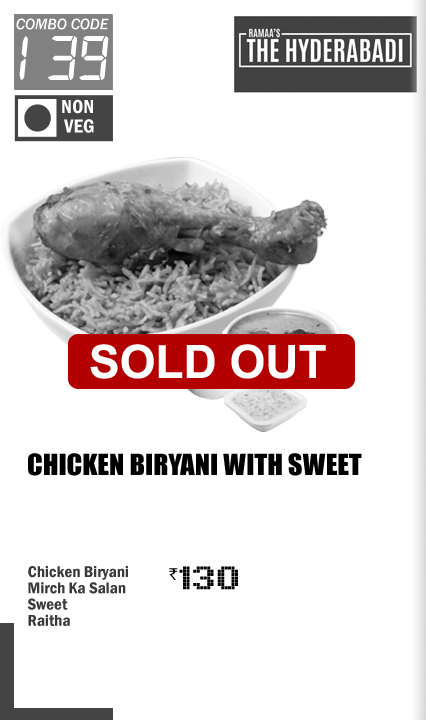 COMBO CODE
139
NON
VEG
RAMAA'S
THE HYDERABADI
SOLD OUT
CHICKEN BIRYANI WITH SWEET
Chicken Biryani
Mirch Ka Salan
Sweet
Raitha
₹130